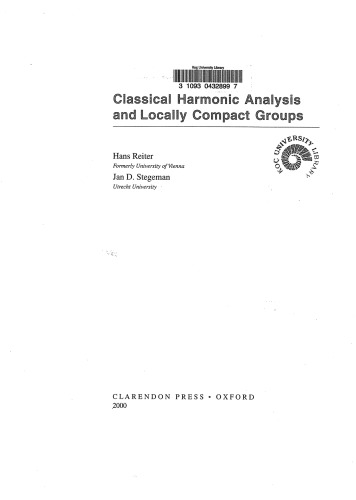 Koç University Library
3 1093 0432899 7
Classical Harmonic Analysis
and Locally Compact Groups
KOÇ UNIVERSITY LIBRARY
Hans Reiter
Formerly University of Vienna
Jan D. Stegeman
Utrecht University
CLARENDON PRESS • OXFORD
2000